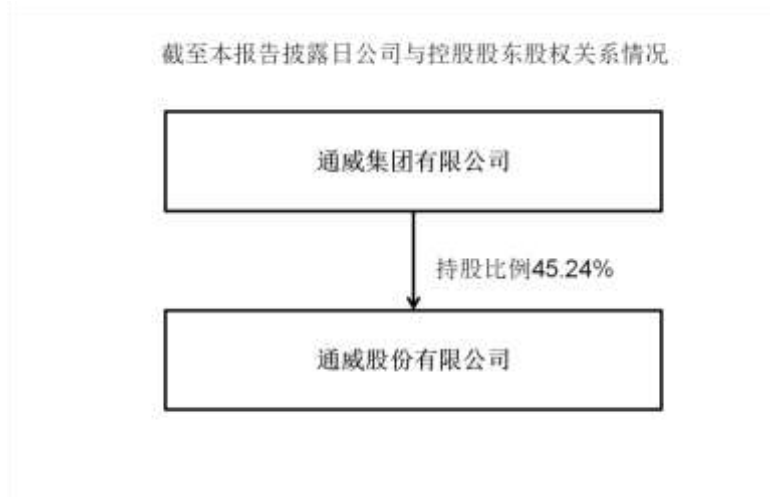 截至本报告披露日公司与控股股东股权关系情况
通威集团有限公司
持股比例45.24%
通威股份有限公司